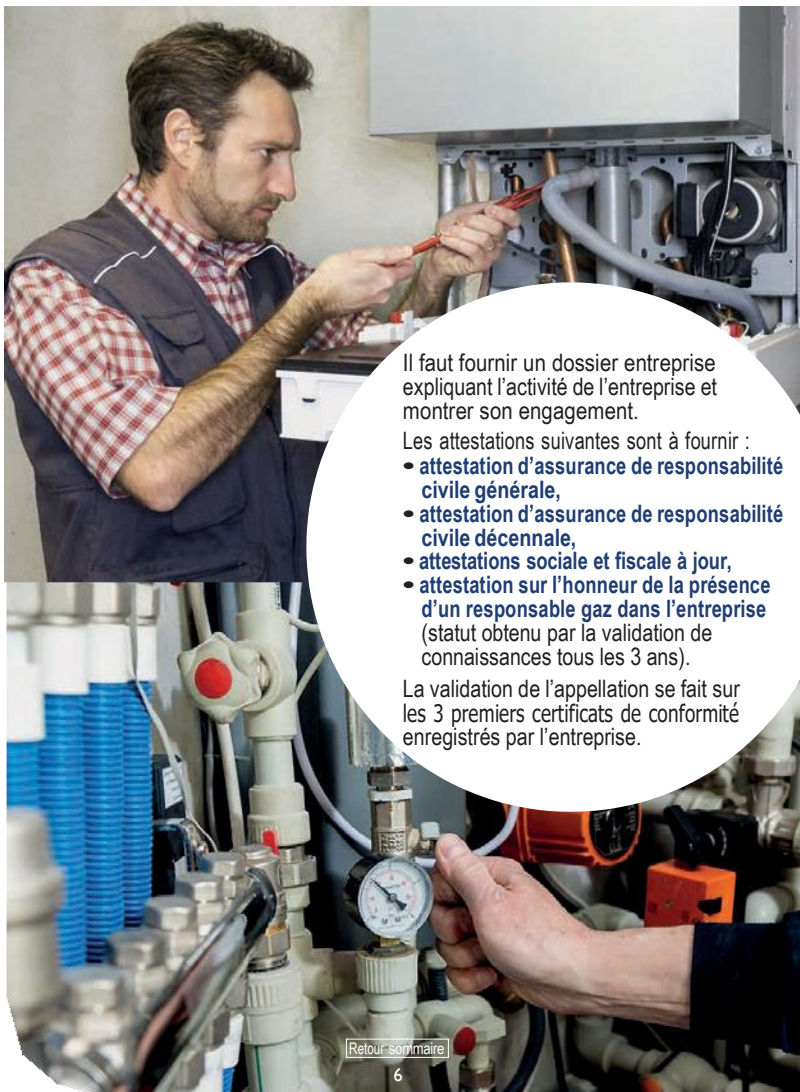 Il faut fournir un dossier entreprise
expliquant l’activité de l’entreprise et
montrer son engagement.
Les attestations suivantes sont à fournir :
• attestation d’assurance de responsabilité
civile générale,
• attestation d’assurance de responsabilité
civile décennale,
• attestations sociale et fiscale à jour,
• attestation sur l’honneur de la présence
d’un responsable gaz dans l’entreprise
(statut obtenu par la validation de
connaissances tous les 3 ans).
La validation de l’appellation se fait sur
les 3 premiers certificats de conformité
enregistrés par l’entreprise.
Retour sommaire
6